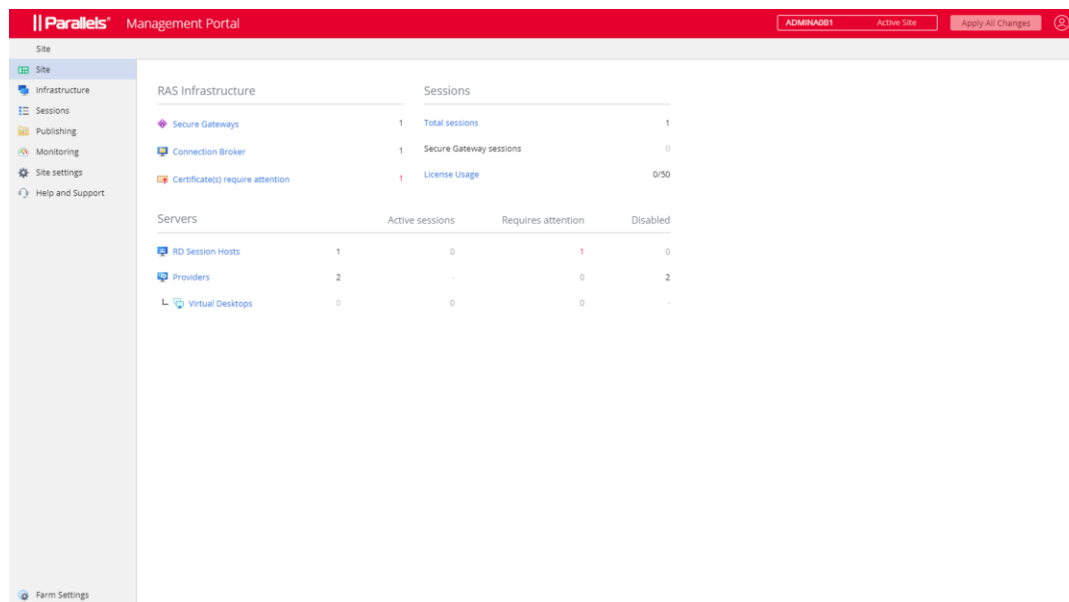 Parallels® Management Portal ADMINA0B1 Active Site Apply All Changes
Site
Site
Infrastructure
Sessions
Publishing
Monitoring
Site settings
Help and Support
Farm Settings
RAS Infrastructure
Secure Gateways 1
Connection Broker 1
Certificate(s) require attention 1
Sessions
Total sessions 1
Secure Gateway sessions 0
License Usage 0/50
Servers Active sessions Requires attention Disabled
RD Session Hosts 1 0 1 0
Providers 2 - 0 2
Virtual Desktops 0 0 0 -